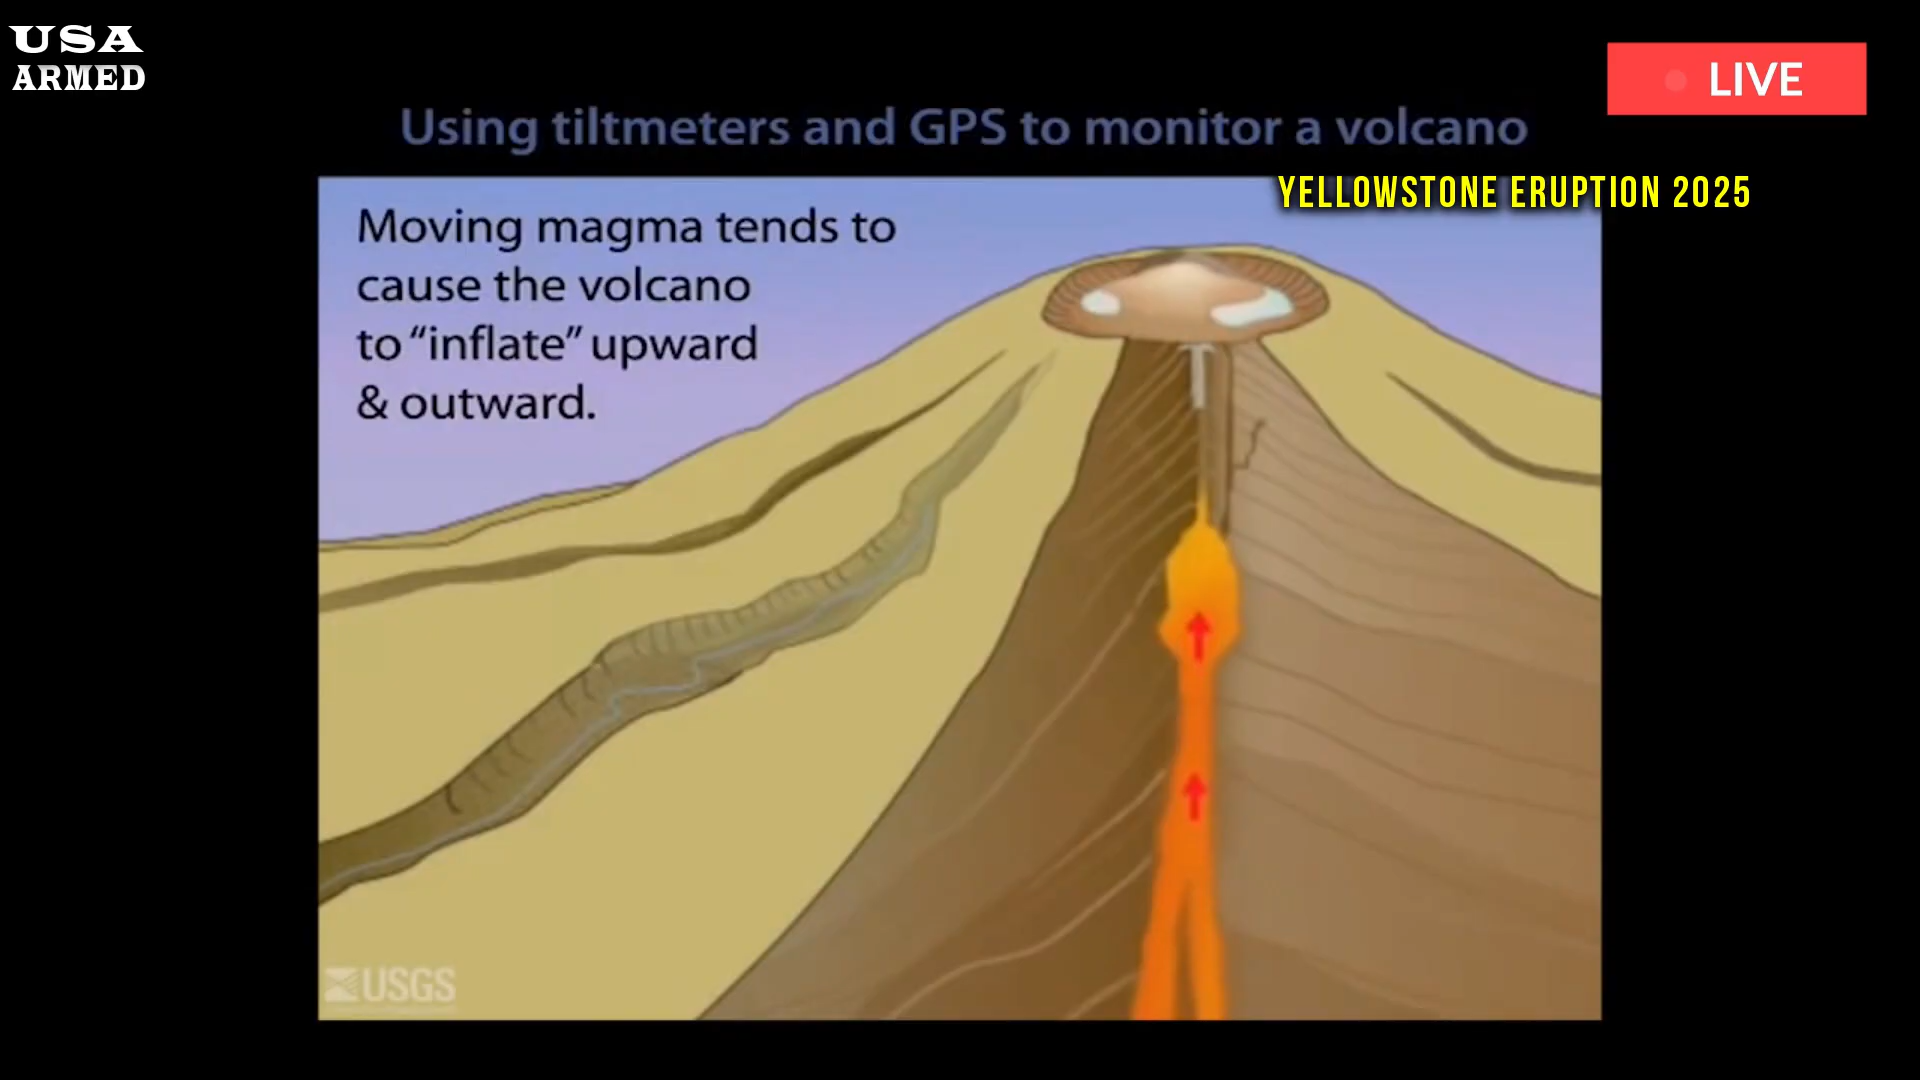 USA
ARMED
LIVE
Using tiltmeters and GPS to monitor a volcano
YELLOWSTONE ERUPTION 2025
Moving magma tends to
cause the volcano
to “inflate” upward
& outward.
USGS